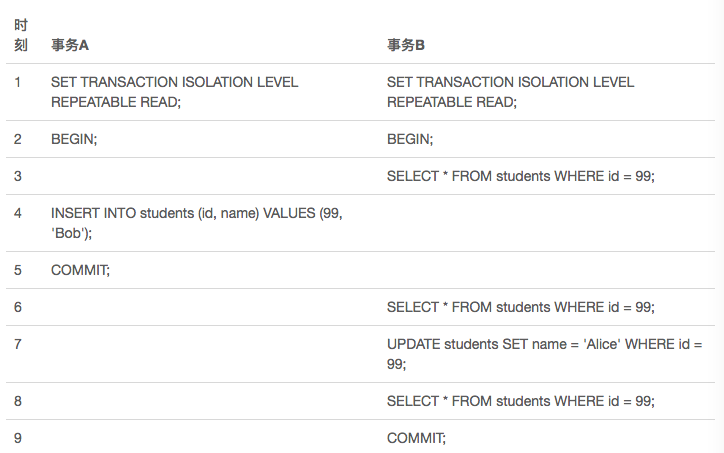 时
刻 事务A 事务B
1 SET TRANSACTION ISOLATION LEVEL SET TRANSACTION ISOLATION LEVEL
REPEATABLE READ; REPEATABLE READ;
2 BEGIN; BEGIN;
3 SELECT * FROM students WHERE id = 99;
4 INSERT INTO students (id, name) VALUES (99,
'Bob');
5 COMMIT;
6 SELECT * FROM students WHERE id = 99;
7 UPDATE students SET name = 'Alice' WHERE id =
99;
8 SELECT * FROM students WHERE id = 99;
9 COMMIT;